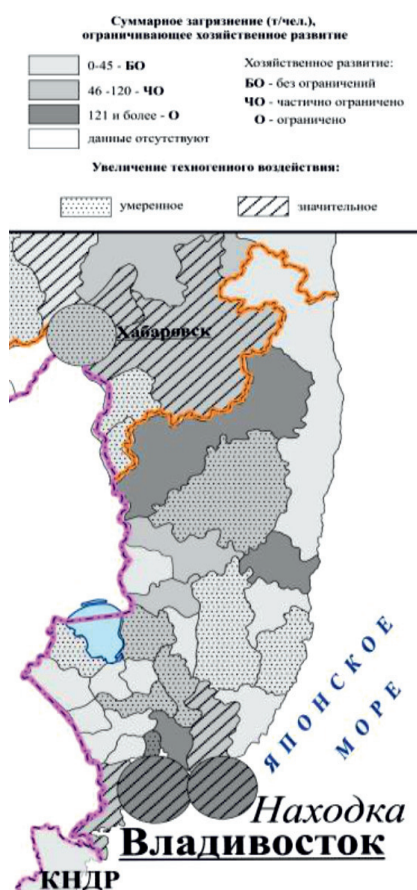 Суммарное загрязнение (т/чел.),
ограничивающее хозяйственное развитие
0-45 - БО
46 -120 - ЧО
121 и более - О
данные отсутствуют
Хозяйственное развитие:
БО - без ограничений
ЧО - частично ограничено
О - ограничено
Увеличение техногенного воздействия:
умеренное
значительное
Хабаровск
ЯПОНСКОЕ
МОРЕ
Находка
Владивосток
КНДР